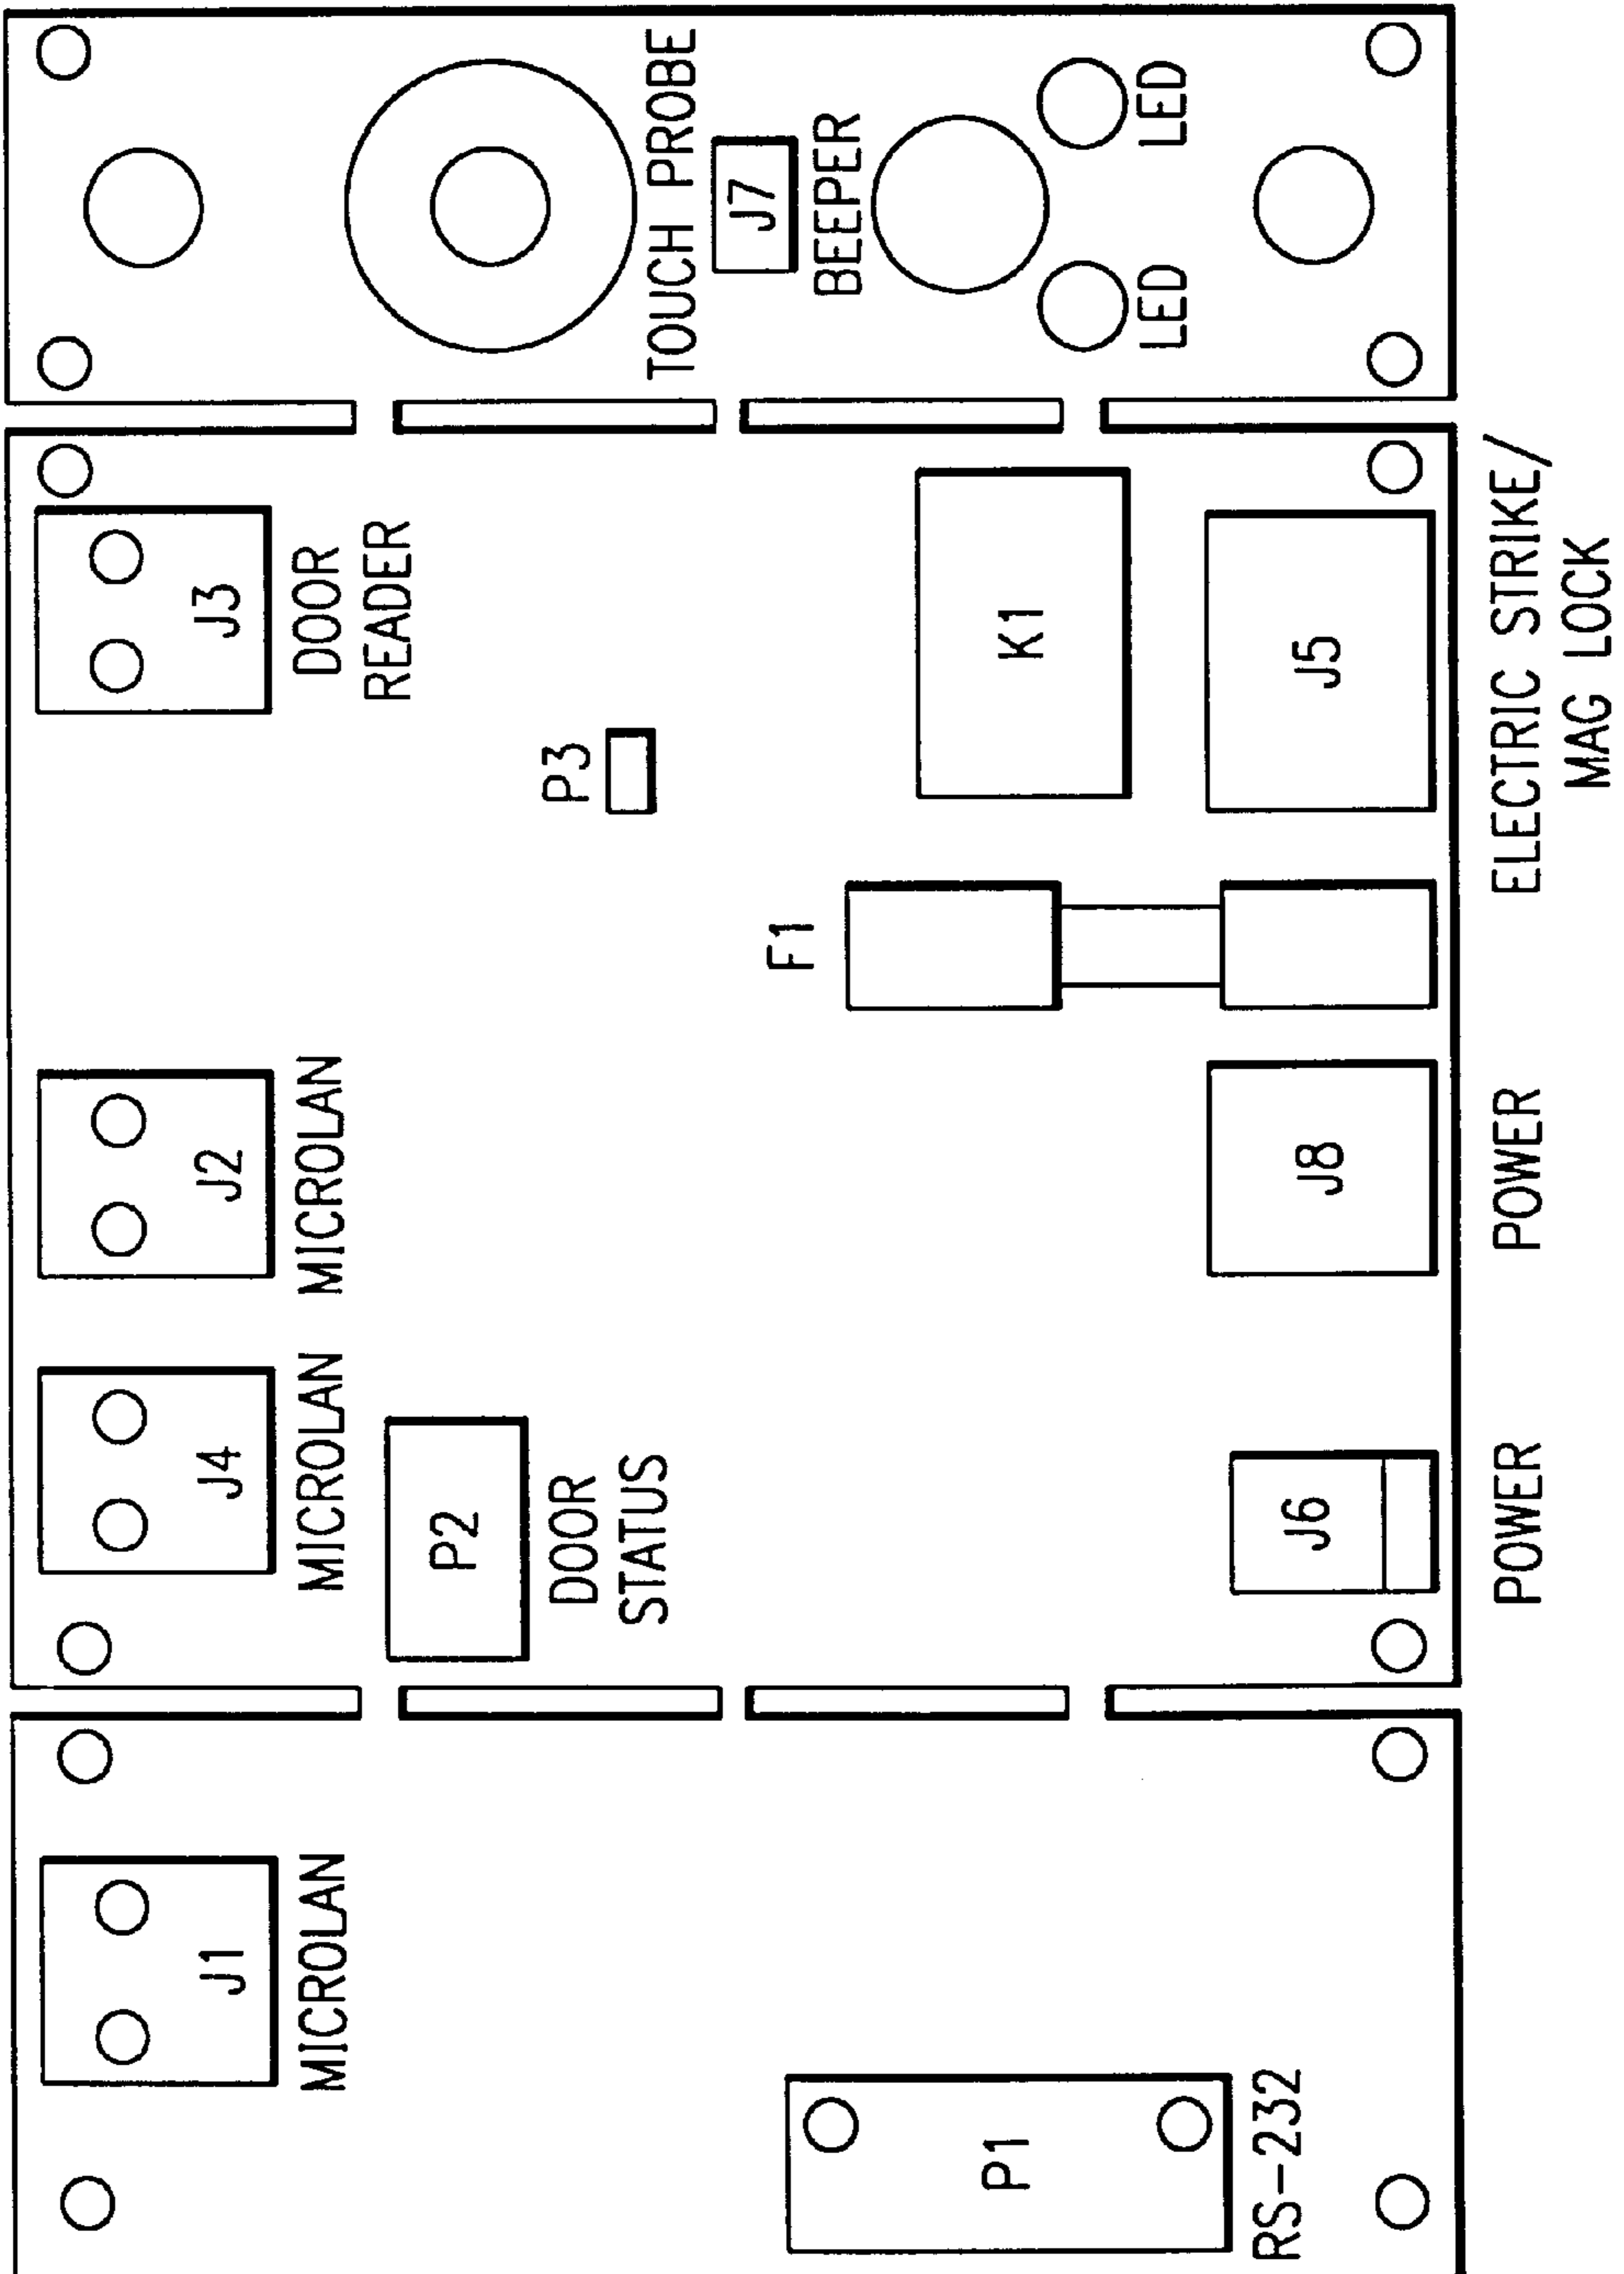 J1
MICROLAN
P1
RS-232
J4
MICROLAN
J2
MICROLAN
J3
DOOR
READER
P2
DOOR
STATUS
P3
F1
K1
J6
POWER
J8
POWER
J5
ELECTRIC STRIKE/
MAG LOCK
TOUCH PROBE
J7
BEEPER
LED
LED